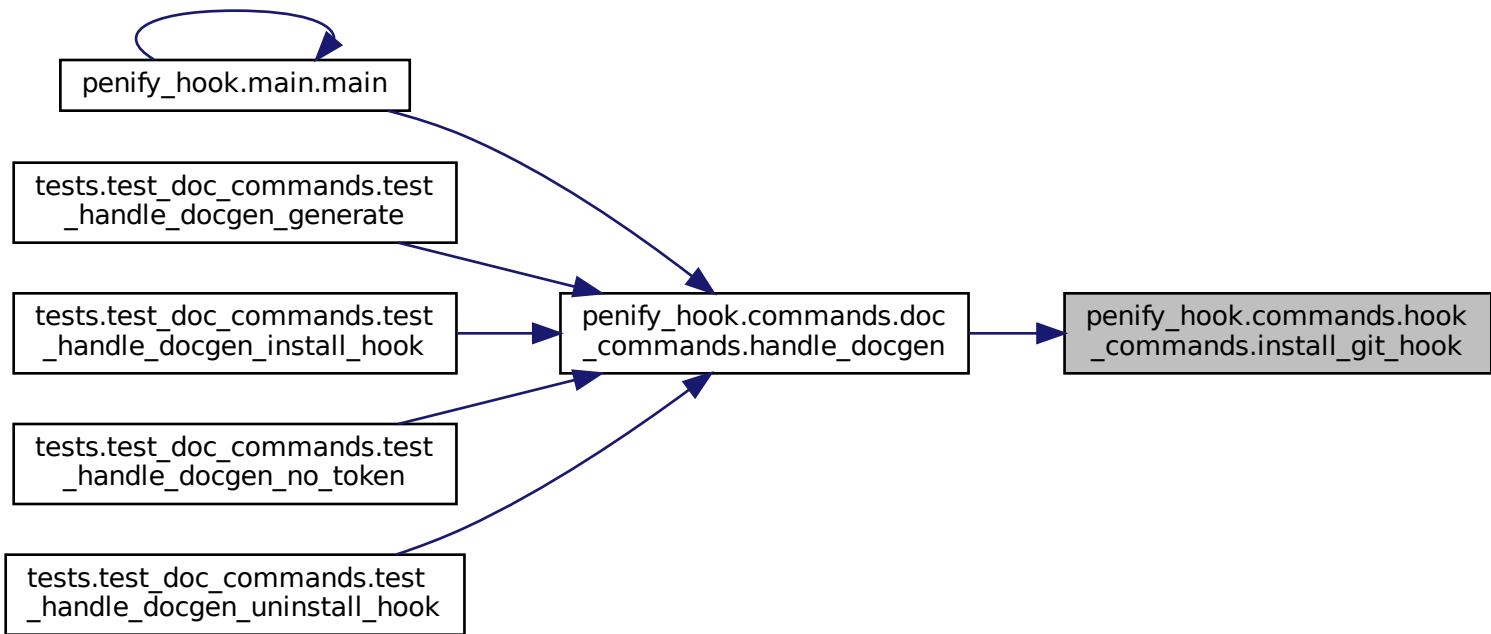 penify_hook.main.main
tests.test_doc_commands.test
_handle_docgen_generate
tests.test_doc_commands.test
_handle_docgen_install_hook
tests.test_doc_commands.test
_handle_docgen_no_token
tests.test_doc_commands.test
_handle_docgen_uninstall_hook
penify_hook.commands.doc
_commands.handle_docgen
penify_hook.commands.hook
_commands.install_git_hook